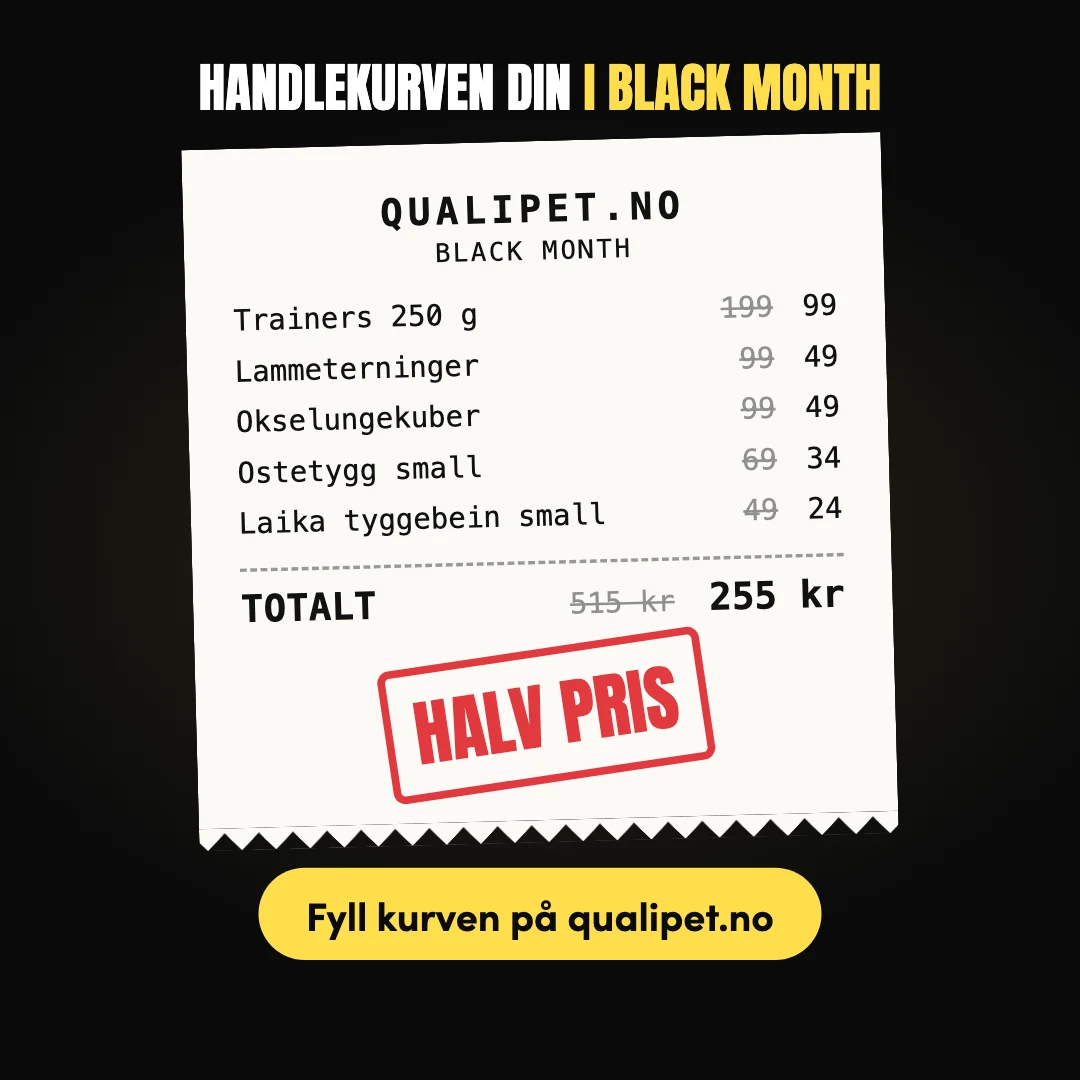 HANDLEKURVEN DIN I BLACK MONTH
QUALIPET.NO
BLACK MONTH
Trainers 250 g 199 99
Lammeterninger 99 49
Okselungekuber 99 49
Ostetygg small 69 34
Laika tyggebein small 49 24
TOTALT 515 kr 255 kr
HALV PRIS
Fyll kurven på qualipet.no